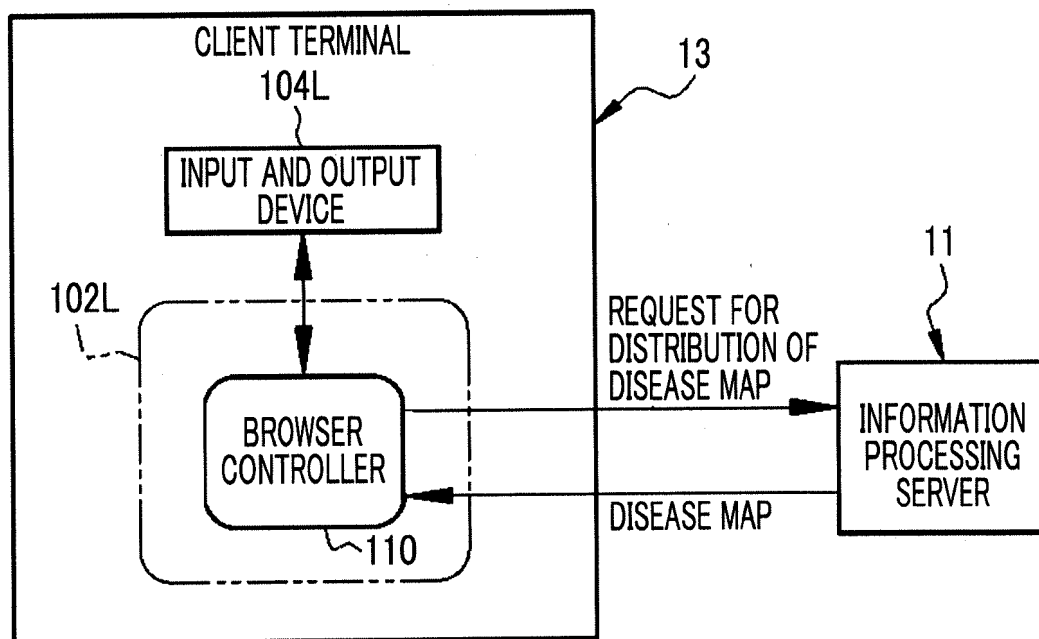 CLIENT TERMINAL
13
104L
INPUT AND OUTPUT
DEVICE
11
102L
REQUEST FOR
DISTRIBUTION OF
DISEASE MAP
BROWSER
CONTROLLER
INFORMATION
PROCESSING
SERVER
DISEASE MAP
110